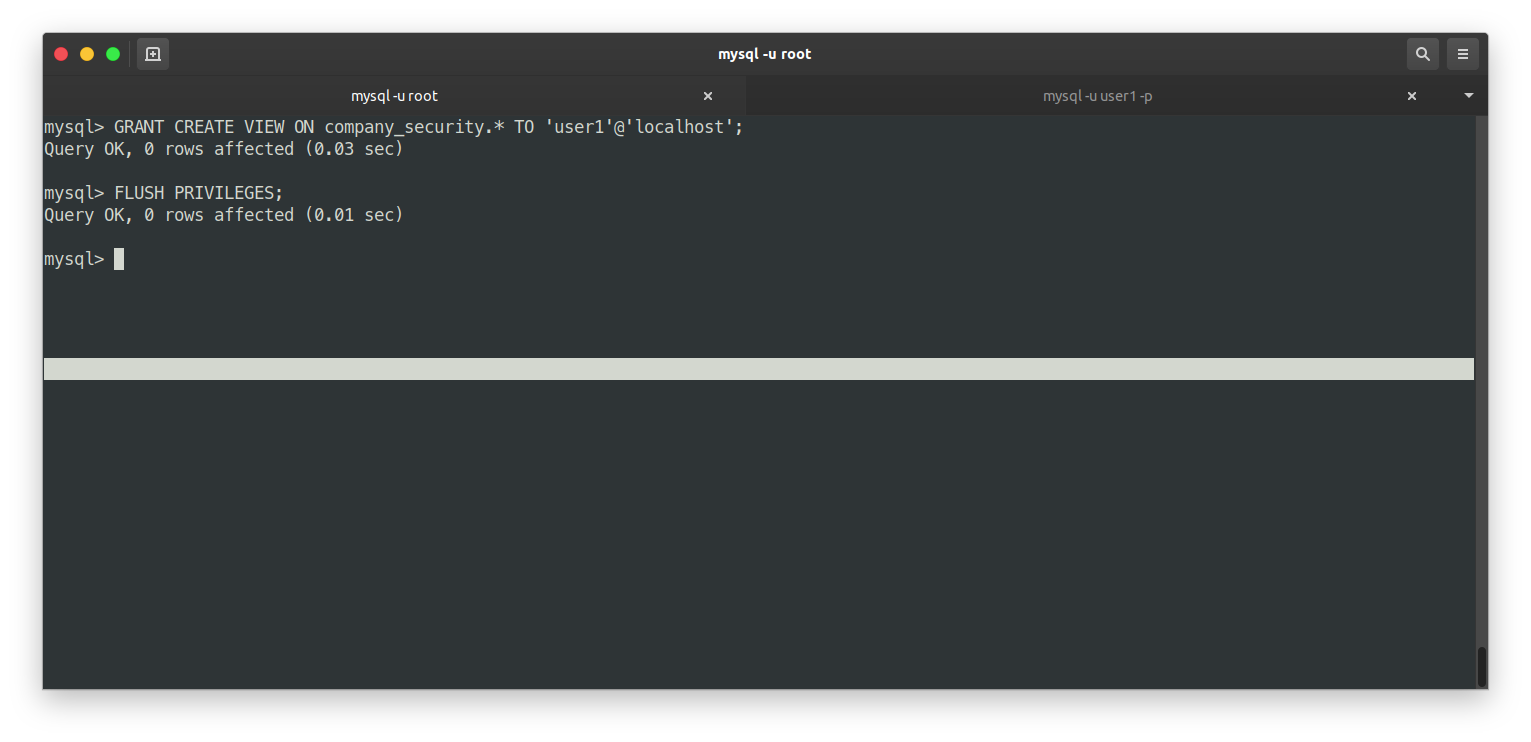 mysql -u root
mysql -u root
mysql -u user1 -p
mysql> GRANT CREATE VIEW ON company_security.* TO 'user1'@'localhost';
Query OK, 0 rows affected (0.03 sec)
mysql> FLUSH PRIVILEGES;
Query OK, 0 rows affected (0.01 sec)
mysql>